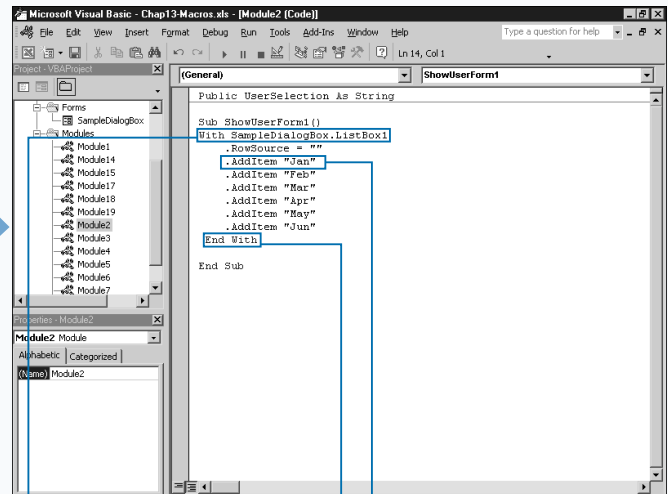 Microsoft Visual Basic - Chap13-Macros.xls - [Module2 (Code)]
File Edit View Insert Format Debug Run Tools Add-Ins Window Help
Type a question for help
Ln 14, Col 1
Project - VBAProject
(General)
ShowUserForm1
Forms
SampleDialogBox
Modules
Module1
Module14
Module15
Module17
Module18
Module19
Module2
Module3
Module4
Module5
Module6
Module7
Public UserSelection As String
Sub ShowUserForm1()
With SampleDialogBox.ListBox1
.RowSource = ""
.AddItem "Jan"
.AddItem "Feb"
.AddItem "Mar"
.AddItem "Apr"
.AddItem "May"
.AddItem "Jun"
End With
End Sub
Properties - Module2
Module2 Module
Alphabetic Categorized
(Name) Module2